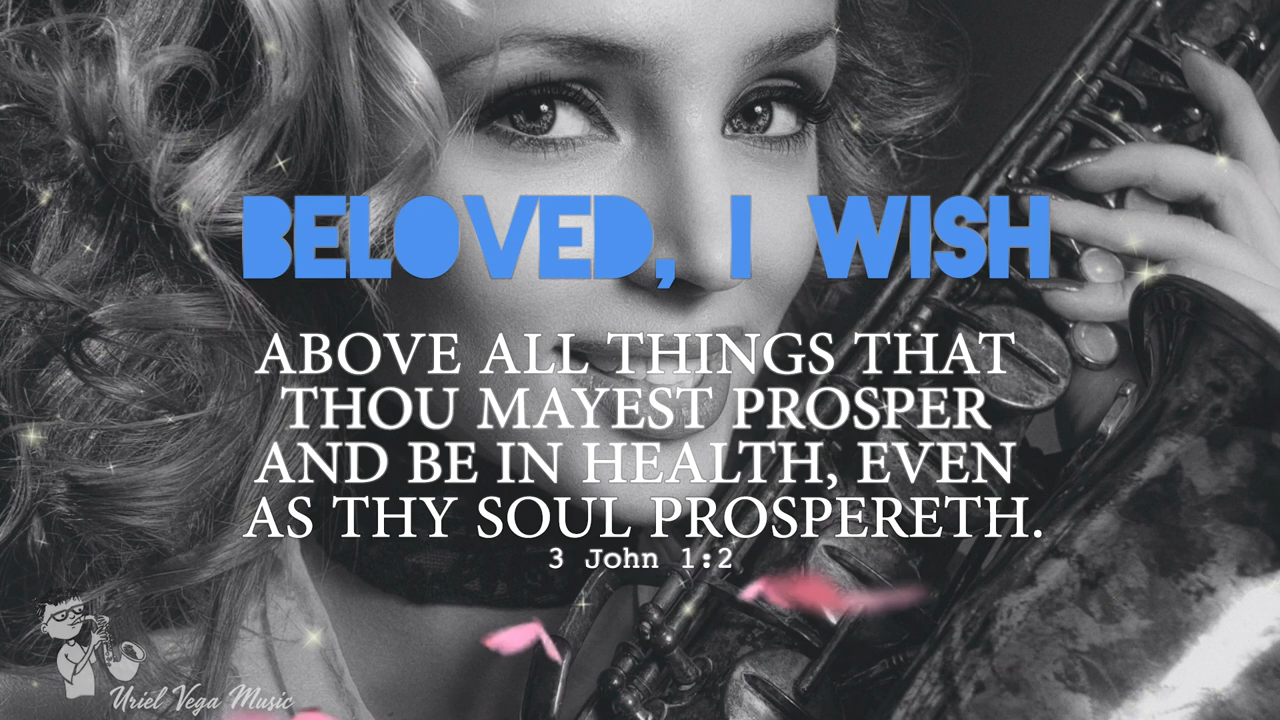 BELOVED, I WISH
ABOVE ALL THINGS THAT
THOU MAYEST PROSPER
AND BE IN HEALTH, EVEN
AS THY SOUL PROSPERETH.
3 John 1:2
Uriel Vega Music